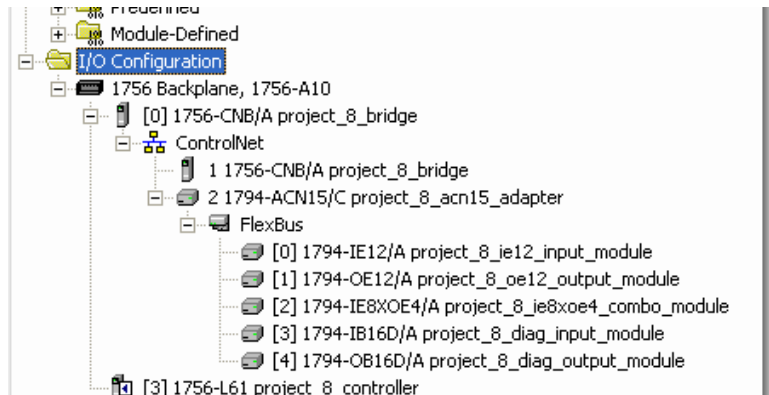 Predefined
Module-Defined
I/O Configuration
1756 Backplane, 1756-A10
[0] 1756-CNB/A project_8_bridge
ControlNet
1 1756-CNB/A project_8_bridge
2 1794-ACN15/C project_8_acn15_adapter
FlexBus
[0] 1794-IE12/A project_8_ie12_input_module
[1] 1794-OE12/A project_8_oe12_output_module
[2] 1794-IE8XOE4/A project_8_ie8xoe4_combo_module
[3] 1794-IB16D/A project_8_diag_input_module
[4] 1794-OB16D/A project_8_diag_output_module
[3] 1756-L61 project_8_controller